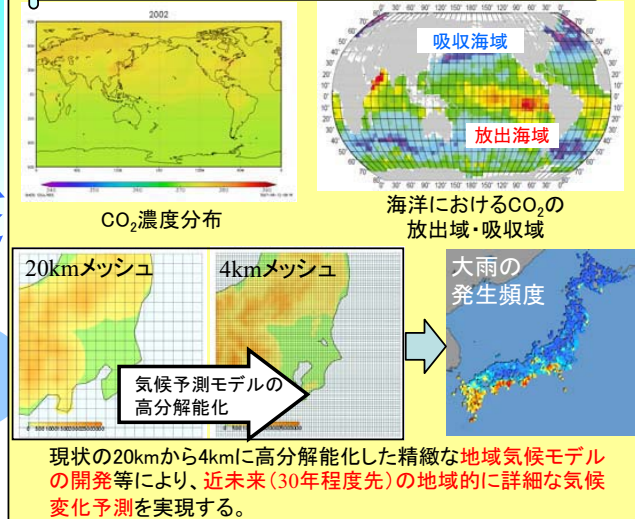 2002
吸収海域
放出海域
CO2濃度分布
海洋におけるCO2の
放出域・吸収域
20kmメッシュ
4kmメッシュ
気候予測モデルの
高分解能化
大雨の
発生頻度
現状の20kmから4kmに高分解能化した精緻な地域気候モデル
の開発等により、近未来(30年程度先)の地域的に詳細な気候
変化予測を実現する。